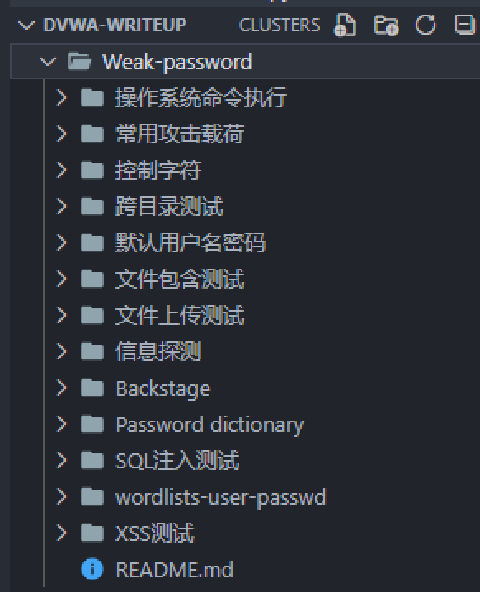 DVWA-WRITEUP CLUSTERS
Weak-password
操作系统命令执行
常用攻击载荷
控制字符
跨目录测试
默认用户名密码
文件包含测试
文件上传测试
信息探测
Backstage
Password dictionary
SQL注入测试
wordlists-user-passwd
XSS测试
README.md